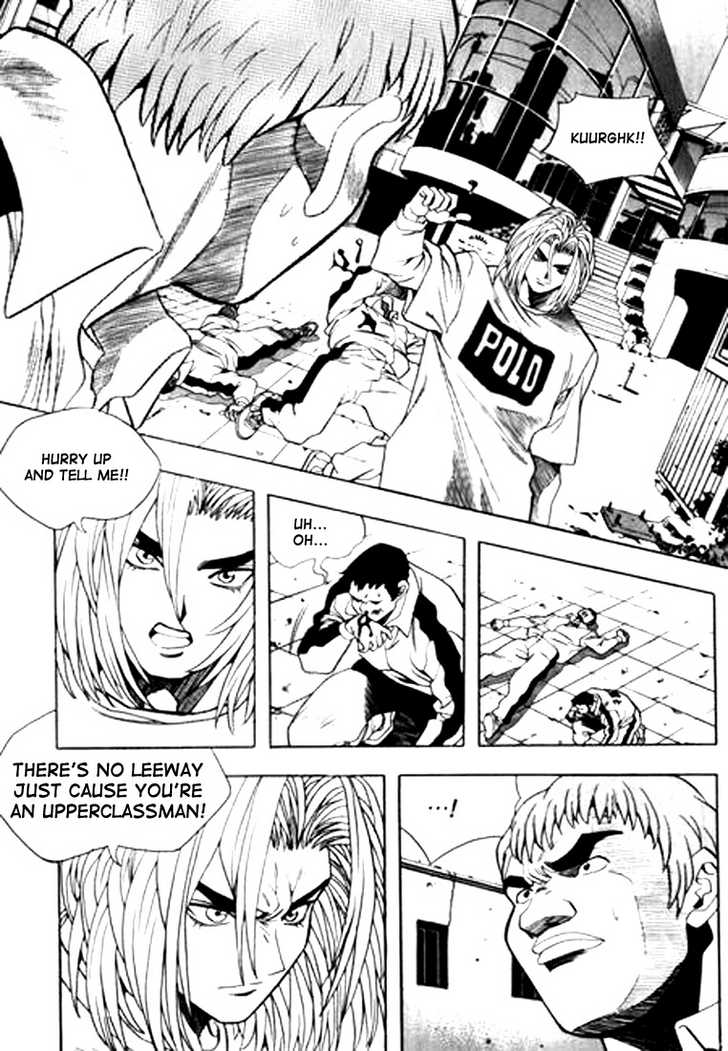 KUURGHK!!
POLO
HURRY UP
AND TELL ME!!
UH...
OH...
THERE'S NO LEEWAY
JUST CAUSE YOU'RE
AN UPPERCLASSMAN!
...!